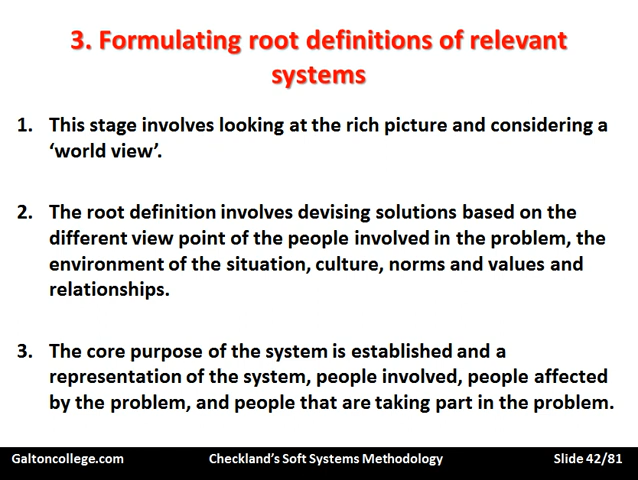 3. Formulating root definitions of relevant
systems
1. This stage involves looking at the rich picture and considering a
‘world view’.
2. The root definition involves devising solutions based on the
different view point of the people involved in the problem, the
environment of the situation, culture, norms and values and
relationships.
3. The core purpose of the system is established and a
representation of the system, people involved, people affected
by the problem, and people that are taking part in the problem.
Galtoncollege.com Checkland’s Soft Systems Methodology Slide 42/81